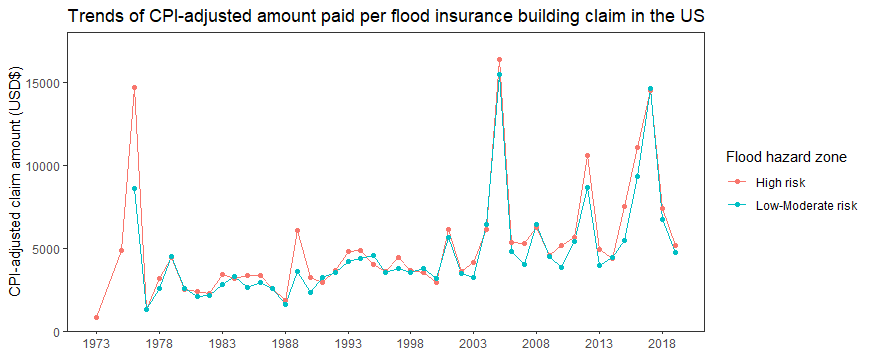 Trends of CPI-adjusted amount paid per flood insurance building claim in the US
CPI-adjusted claim amount (USD$)
15000
10000
5000
0
1973 1978 1983 1988 1993 1998 2003 2008 2013 2018
Flood hazard zone
High risk
Low-Moderate risk